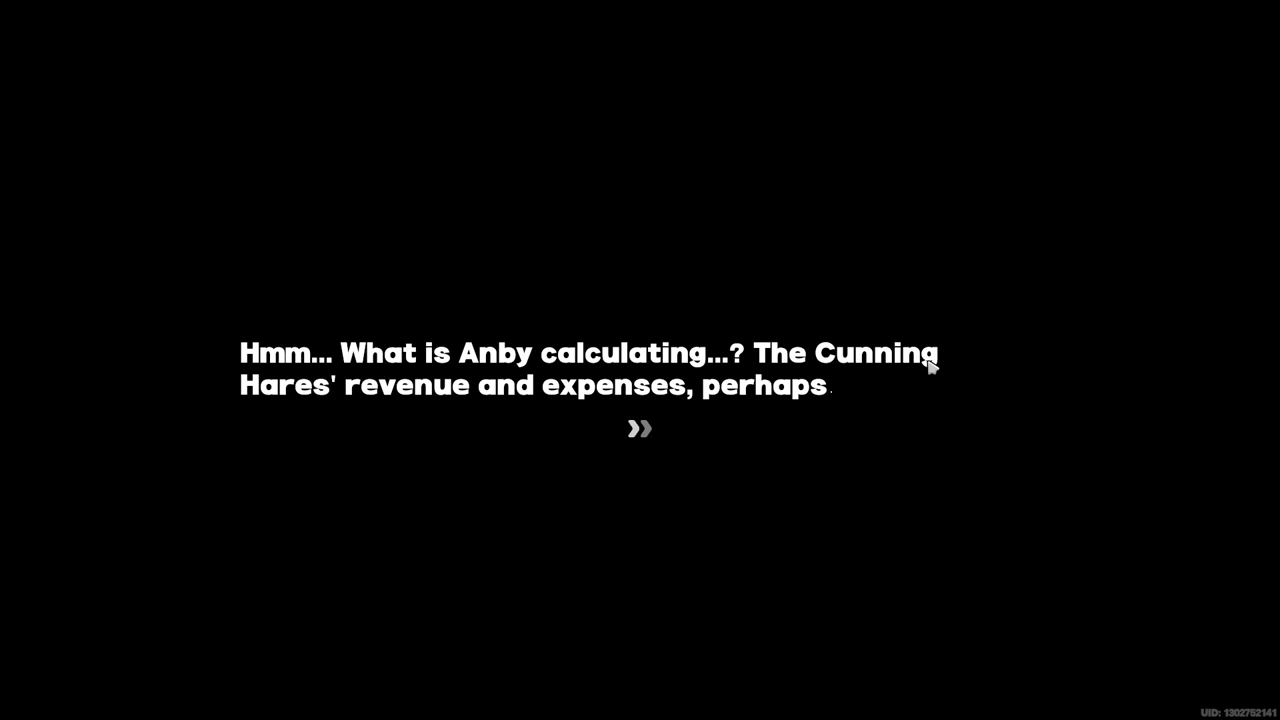 Hmm... What is Anby calculating...? The Cunning
Hares' revenue and expenses, perhaps.
UID: 1302752141